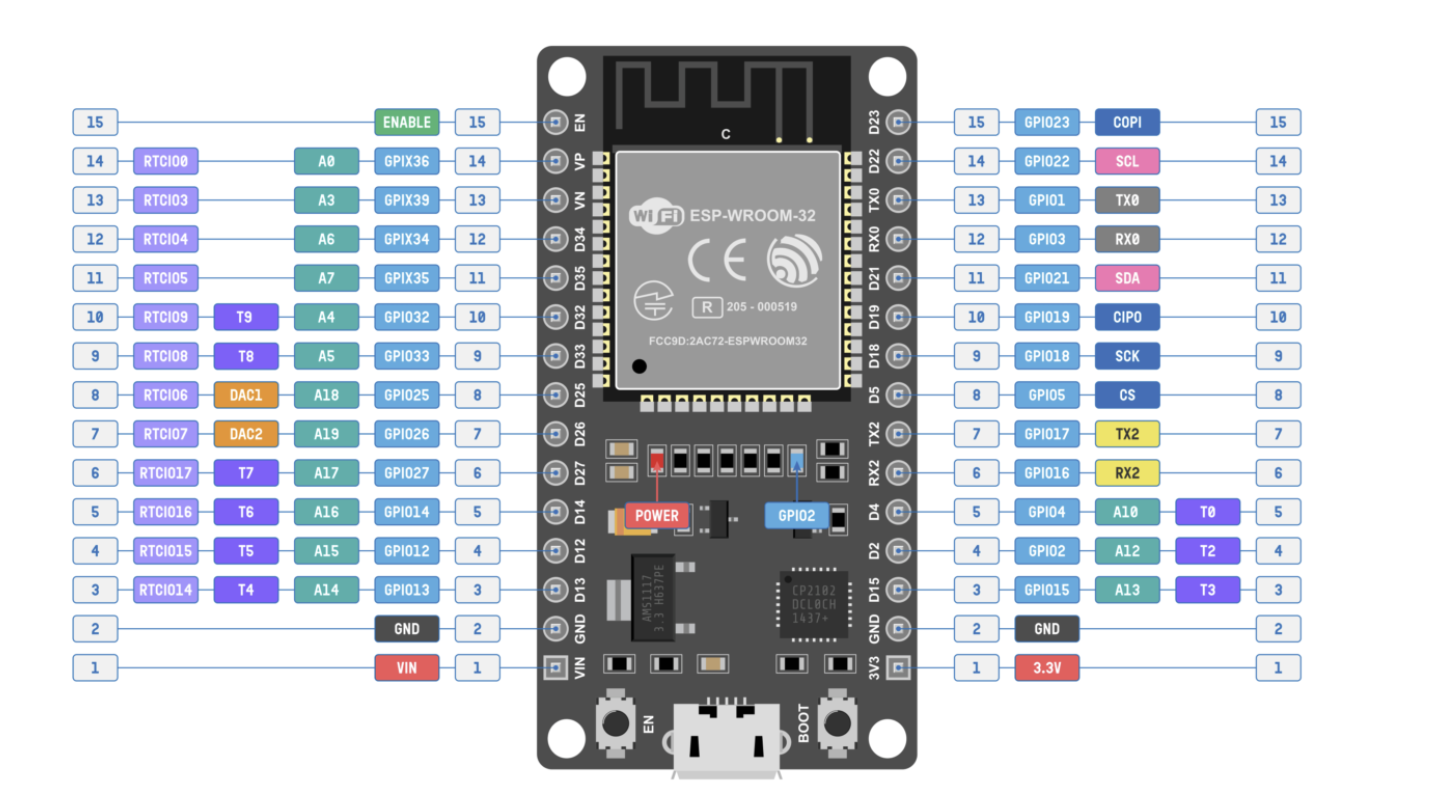 C
15 ENABLE 15 EN D23 15 GPIO23 COPI 15
14 RTCIO0 A0 GPIX36 14 VP D22 14 GPIO22 SCL 14
13 RTCIO3 A3 GPIX39 13 VN TX0 13 GPIO1 TX0 13
12 RTCIO4 A6 GPIX34 12 D34 RX0 12 GPIO3 RX0 12
11 RTCIO5 A7 GPIX35 11 D35 D21 11 GPIO21 SDA 11
10 RTCIO9 T9 A4 GPIO32 10 D32 D19 10 GPIO19 CIPO 10
9 RTCIO8 T8 A5 GPIO33 9 D33 D18 9 GPIO18 SCK 9
8 RTCIO6 DAC1 A18 GPIO25 8 D25 D5 8 GPIO5 CS 8
7 RTCIO7 DAC2 A19 GPIO26 7 D26 TX2 7 GPIO17 TX2 7
6 RTCIO17 T7 A17 GPIO27 6 D27 RX2 6 GPIO16 RX2 6
5 RTCIO16 T6 A16 GPIO14 5 D14 D4 5 GPIO4 A10 T0 5
4 RTCIO15 T5 A15 GPIO12 4 D12 D2 4 GPIO2 A12 T2 4
3 RTCIO14 T4 A14 GPIO13 3 D13 D15 3 GPIO15 A13 T3 3
2 GND 2 GND GND 2 GND 2
1 VIN 1 VIN 3V3 1 3.3V 1
WiFi ESP-WROOM-32
CE
R 205 - 000519
FCC9D:2AC72-ESPWROOM32
POWER GPIO2
AMS1117
3.3 H637PE
CP2102
DCL0CH
1437+
EN BOOT